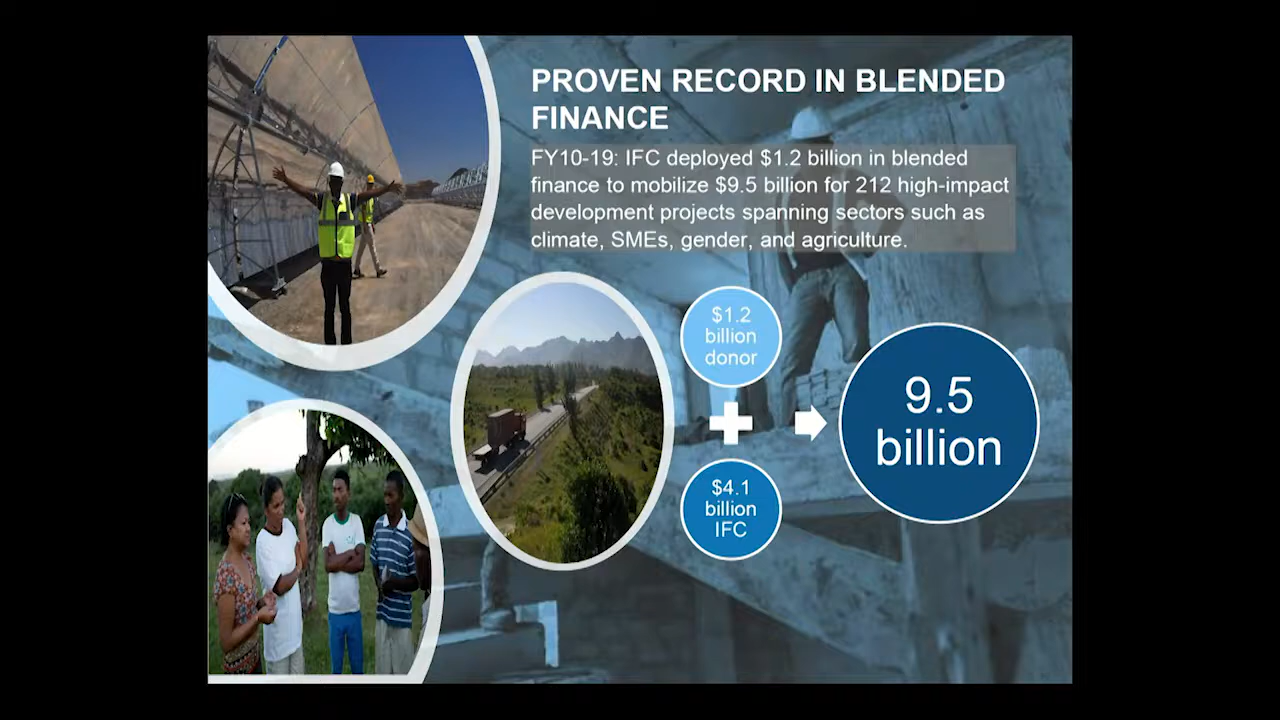 PROVEN RECORD IN BLENDED
FINANCE
FY10-19: IFC deployed $1.2 billion in blended
finance to mobilize $9.5 billion for 212 high-impact
development projects spanning sectors such as
climate, SMEs, gender, and agriculture.
$1.2
billion
donor
$4.1
billion
IFC
9.5
billion